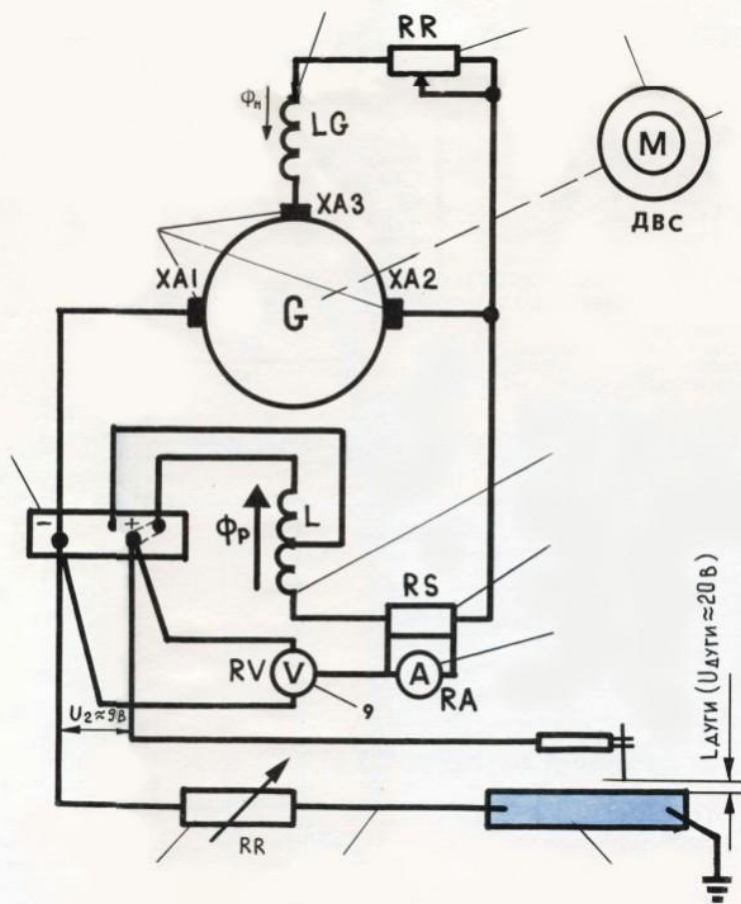 RR
Φн
LG
M
XA3
ДВС
XA1
XA2
G
- +
Φр
L
RS
RV
V
A
RA
9
U2≈9В
Lдуги (Uдуги≈20В)
RR